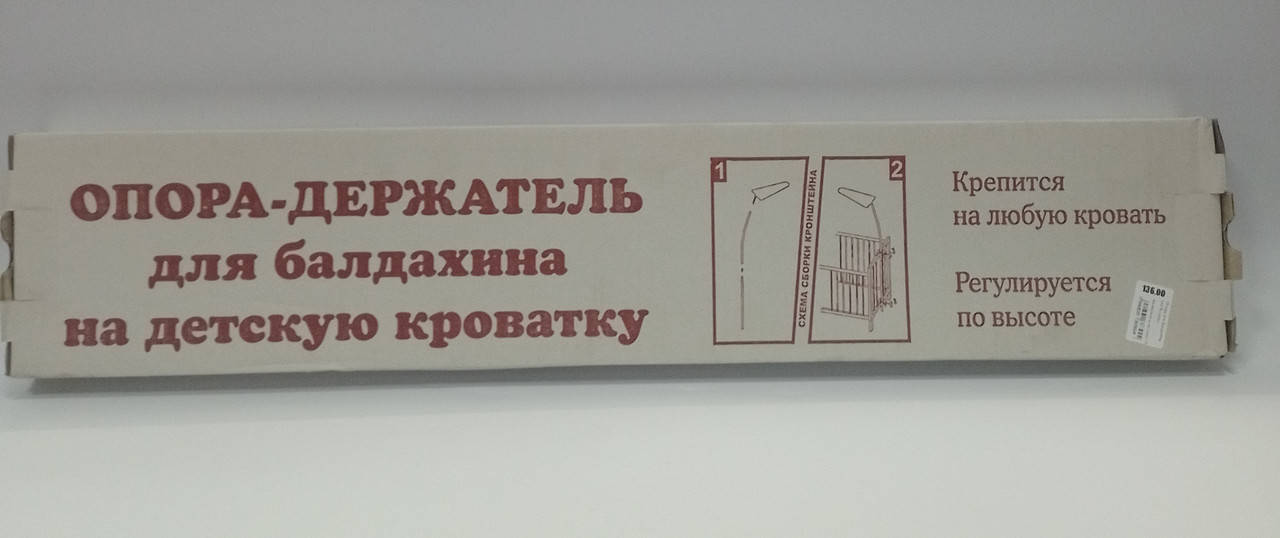 ОПОРА-ДЕРЖАТЕЛЬ
для балдахина
на детскую кроватку
1
2
СХЕМА СБОРКИ КРОНШТЕЙНА
Крепится
на любую кровать
Регулируется
по высоте
136.00